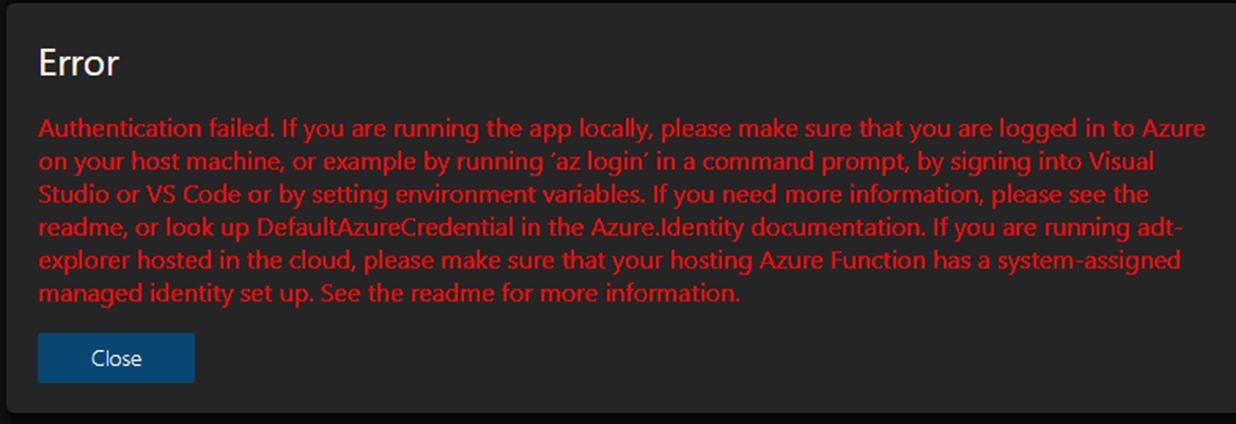 Error
Authentication failed. If you are running the app locally, please make sure that you are logged in to Azure
on your host machine, or example by running ‘az login’ in a command prompt, by signing into Visual
Studio or VS Code or by setting environment variables. If you need more information, please see the
readme, or look up DefaultAzureCredential in the Azure.Identity documentation. If you are running adt-
explorer hosted in the cloud, please make sure that your hosting Azure Function has a system-assigned
managed identity set up. See the readme for more information.
Close